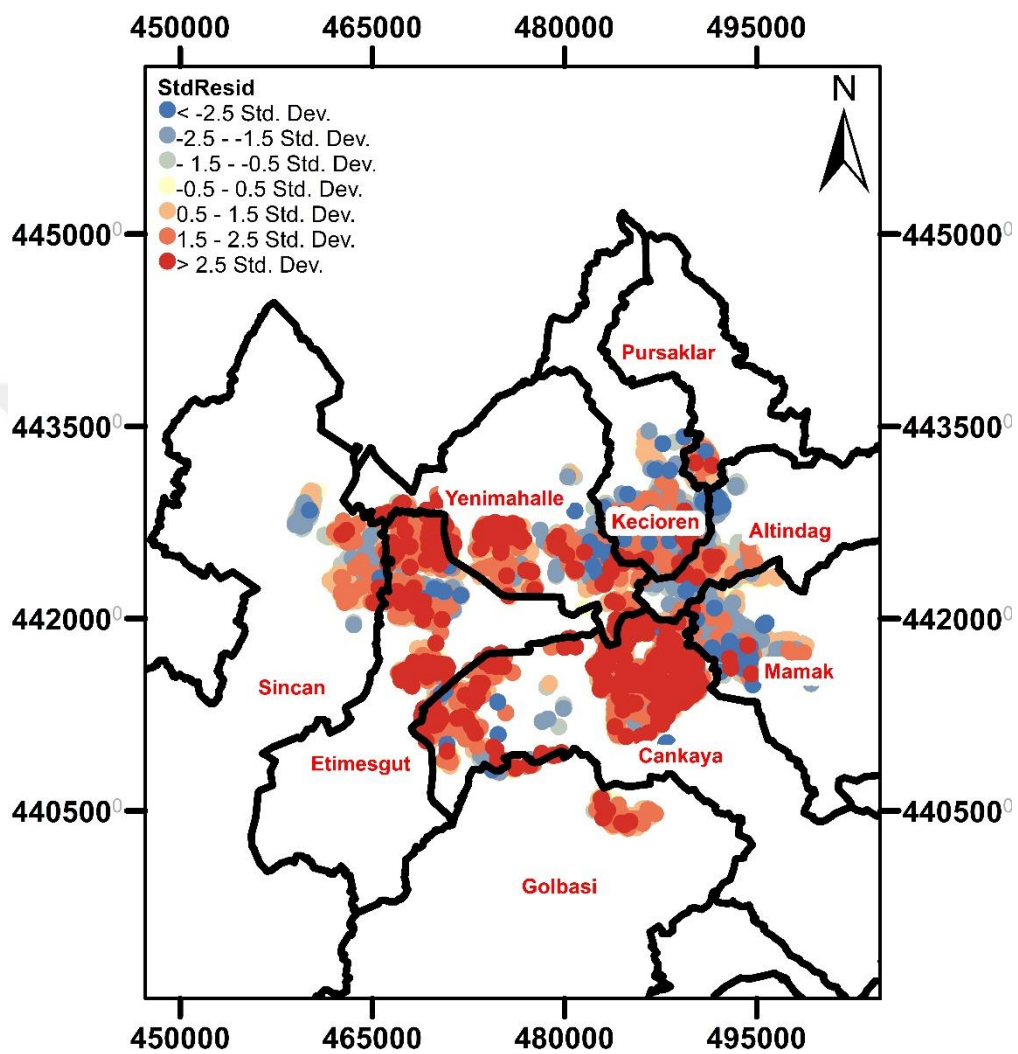 450000 465000 480000 495000
StdResid
< -2.5 Std. Dev.
-2.5 - -1.5 Std. Dev.
- 1.5 - -0.5 Std. Dev.
-0.5 - 0.5 Std. Dev.
0.5 - 1.5 Std. Dev.
1.5 - 2.5 Std. Dev.
> 2.5 Std. Dev.
N
4450000 4450000
Pursaklar
4435000 4435000
Yenimahalle
Kecioren
Altindag
4420000 4420000
Mamak
Sincan
Cankaya
Etimesgut
4405000 4405000
Golbasi
450000 465000 480000 495000